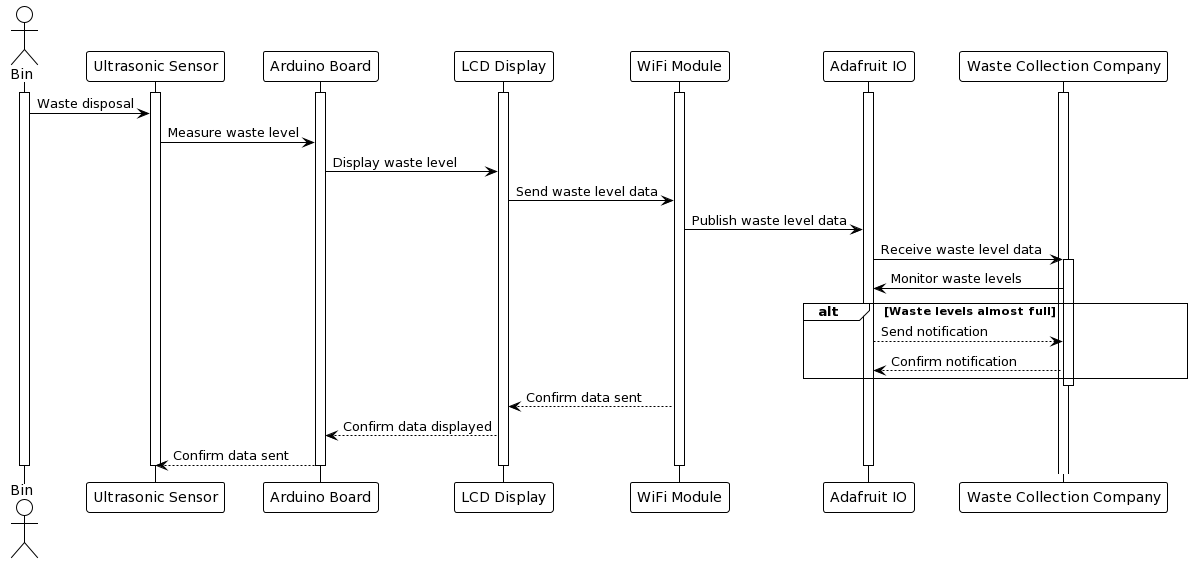 Bin
Ultrasonic Sensor
Arduino Board
LCD Display
WiFi Module
Adafruit IO
Waste Collection Company
Waste disposal
Measure waste level
Display waste level
Send waste level data
Publish waste level data
Receive waste level data
Monitor waste levels
alt
[Waste levels almost full]
Send notification
Confirm notification
Confirm data sent
Confirm data displayed
Confirm data sent
Bin
Ultrasonic Sensor
Arduino Board
LCD Display
WiFi Module
Adafruit IO
Waste Collection Company